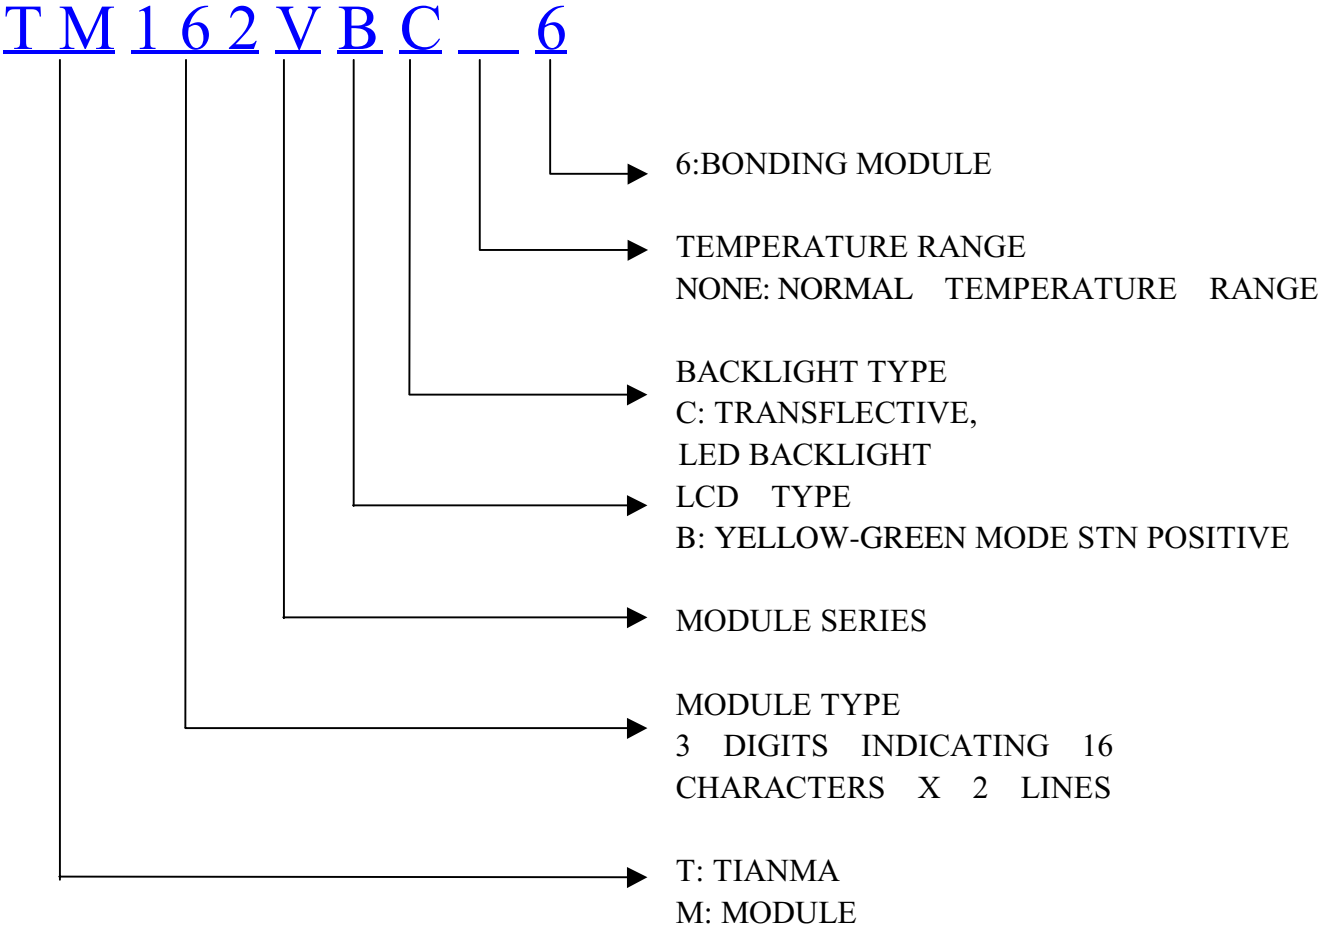 T M 1 6 2 V B C __ 6
6:BONDING MODULE
TEMPERATURE RANGE
NONE: NORMAL TEMPERATURE RANGE
BACKLIGHT TYPE
C: TRANSFLECTIVE,
LED BACKLIGHT
LCD TYPE
B: YELLOW-GREEN MODE STN POSITIVE
MODULE SERIES
MODULE TYPE
3 DIGITS INDICATING 16
CHARACTERS X 2 LINES
T: TIANMA
M: MODULE